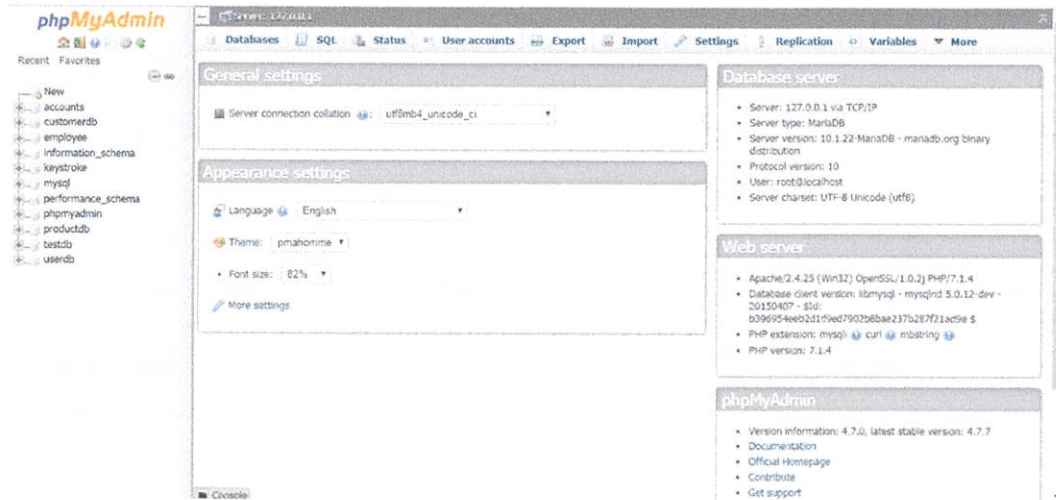 phpMyAdmin
Recent Favorites
New
accounts
customerdb
employee
information_schema
keystroke
mysql
performance_schema
phpmyadmin
productdb
testdb
userdb
Server: 127.0.0.1
Databases
SQL
Status
User accounts
Export
Import
Settings
Replication
Variables
More
General settings
Server connection collation : utf8mb4_unicode_ci
Appearance settings
Language English
Theme: pmahomme
Font size: 82%
More settings
Console
Database server
Server: 127.0.0.1 via TCP/IP
Server type: MariaDB
Server version: 10.1.22-MariaDB - mariadb.org binary
distribution
Protocol version: 10
User: root@localhost
Server charset: UTF-8 Unicode (utf8)
Web server
Apache/2.4.25 (Win32) OpenSSL/1.0.2j PHP/7.1.4
Database client version: libmysql - mysqlnd 5.0.12-dev -
20150407 - $Id:
$
PHP extension: mysqli curl mbstring
PHP version: 7.1.4
phpMyAdmin
Version information: 4.7.0, latest stable version: 4.7.7
Documentation
Official Homepage
Contribute
Get support